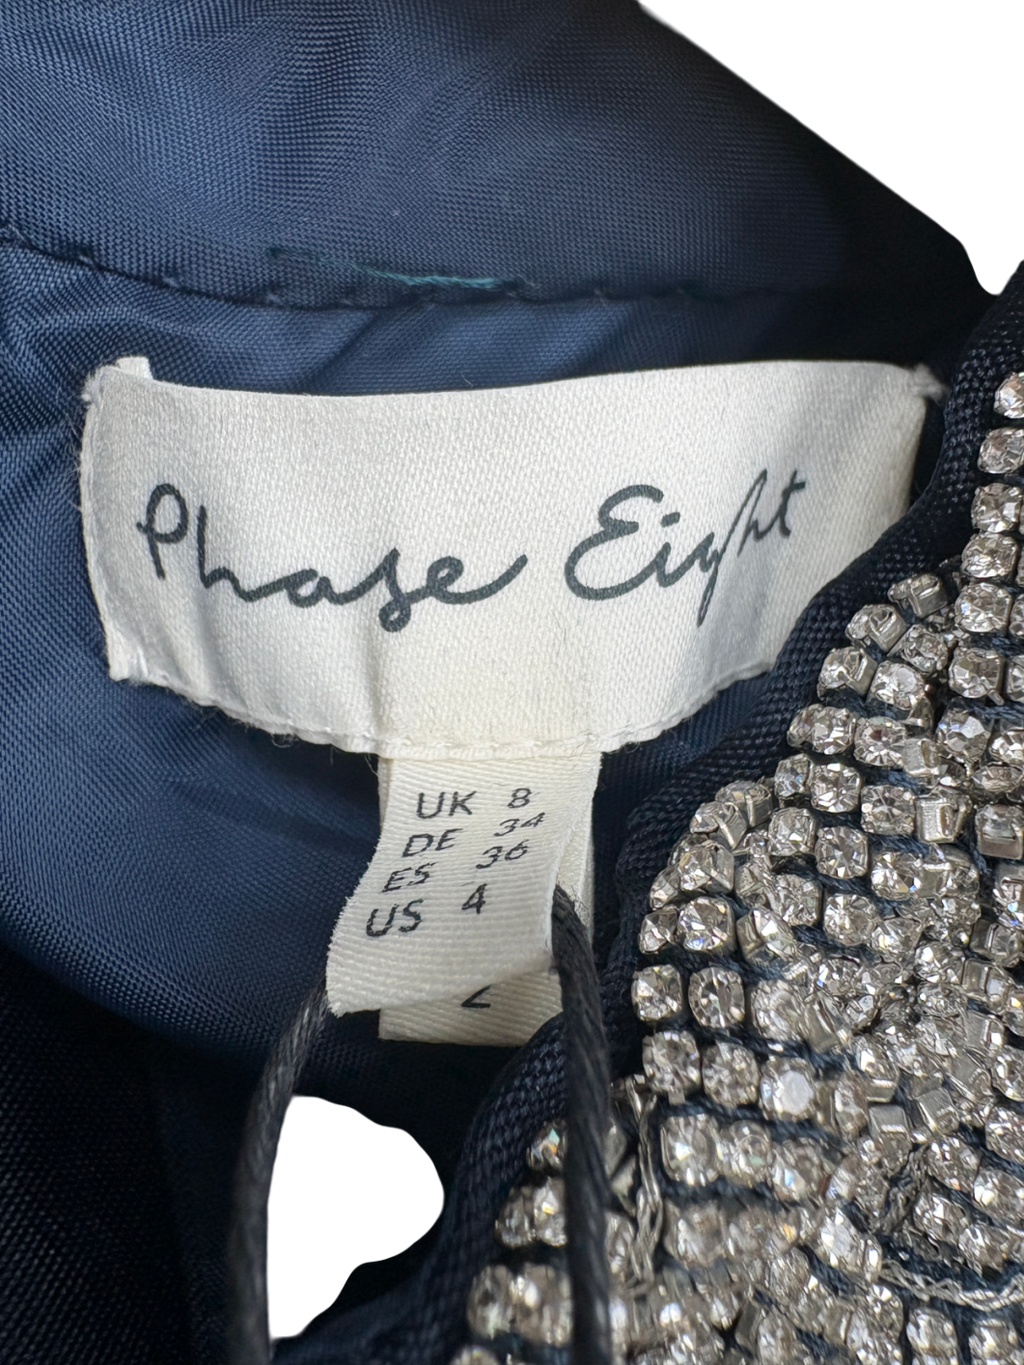 Phase Eight
UK 8
DE 34
ES 36
US 4